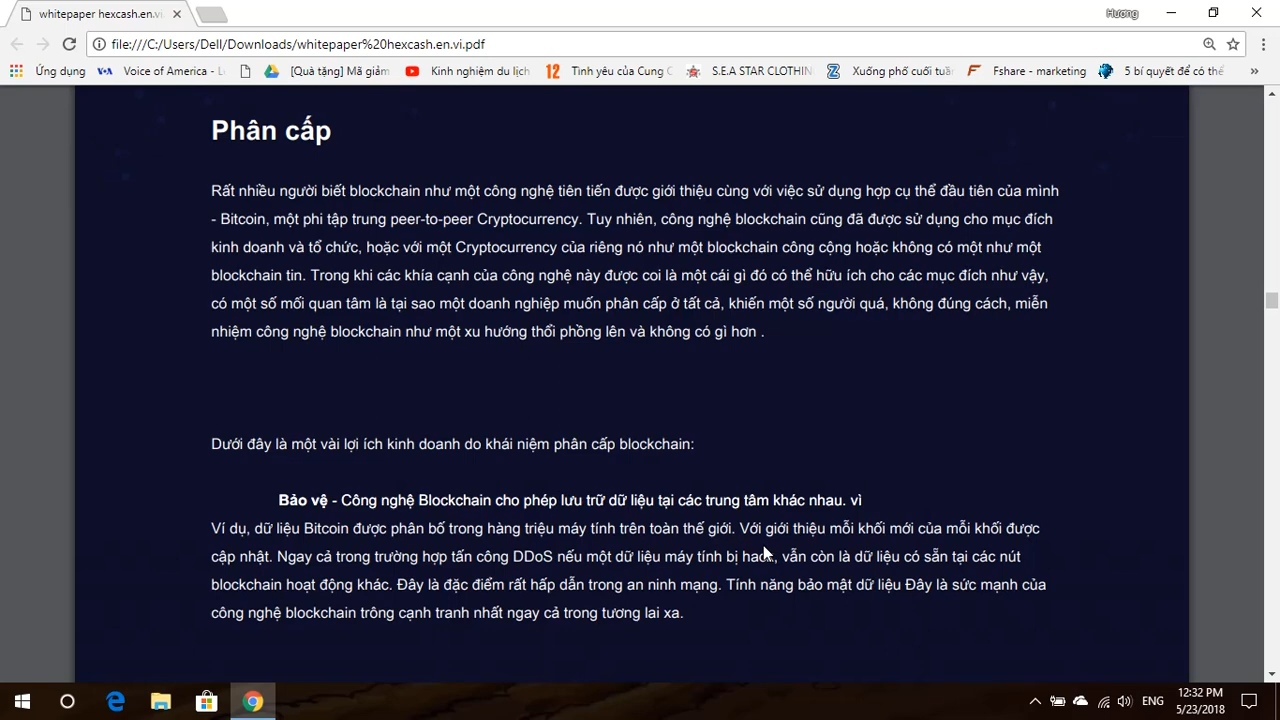 whitepaper hexcash.en.vi.
Hương
file:///C:/Users/Dell/Downloads/whitepaper%20hexcash.en.vi.pdf
Ứng dụng
VOA
Voice of America - L
[Quà tặng] Mã giảm
Kinh nghiệm du lịch
12
Tình yêu của Cung
S.E.A STAR CLOTHIN
Z
Xuống phố cuối tuần
F
Fshare - marketing
5 bí quyết để có thể
»
Phân cấp
Rất nhiều người biết blockchain như một công nghệ tiên tiến được giới thiệu cùng với việc sử dụng hợp cụ thể đầu tiên của mình
- Bitcoin, một phi tập trung peer-to-peer Cryptocurrency. Tuy nhiên, công nghệ blockchain cũng đã được sử dụng cho mục đích
kinh doanh và tổ chức, hoặc với một Cryptocurrency của riêng nó như một blockchain công cộng hoặc không có một như một
blockchain tin. Trong khi các khía cạnh của công nghệ này được coi là một cái gì đó có thể hữu ích cho các mục đích như vậy,
có một số mối quan tâm là tại sao một doanh nghiệp muốn phân cấp ở tất cả, khiến một số người quá, không đúng cách, miễn
nhiệm công nghệ blockchain như một xu hướng thổi phồng lên và không có gì hơn .
Dưới đây là một vài lợi ích kinh doanh do khái niệm phân cấp blockchain:
Bảo vệ - Công nghệ Blockchain cho phép lưu trữ dữ liệu tại các trung tâm khác nhau. vì
Ví dụ, dữ liệu Bitcoin được phân bố trong hàng triệu máy tính trên toàn thế giới. Với giới thiệu mỗi khối mới của mỗi khối được
cập nhật. Ngay cả trong trường hợp tấn công DDoS nếu một dữ liệu máy tính bị hack, vẫn còn là dữ liệu có sẵn tại các nút
blockchain hoạt động khác. Đây là đặc điểm rất hấp dẫn trong an ninh mạng. Tính năng bảo mật dữ liệu Đây là sức mạnh của
công nghệ blockchain trông cạnh tranh nhất ngay cả trong tương lai xa.
ENG
12:32 PM
5/23/2018